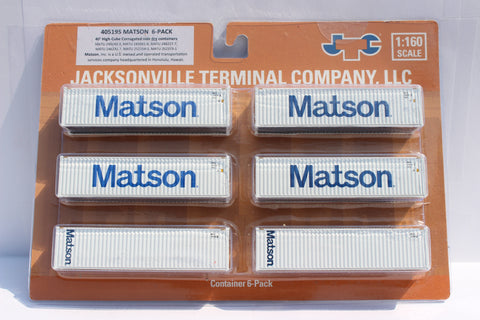 405195 MATSON 6-PACK
40' High Cube Corrugated side dry containers
Matson, Inc. is a U.S. owned and operated transportation
services company headquartered in Honolulu, Hawaii.
JTC
1:160
SCALE
JACKSONVILLE TERMINAL COMPANY, LLC
Matson
Matson
Matson
Matson
Matson
Matson
Container 6-Pack